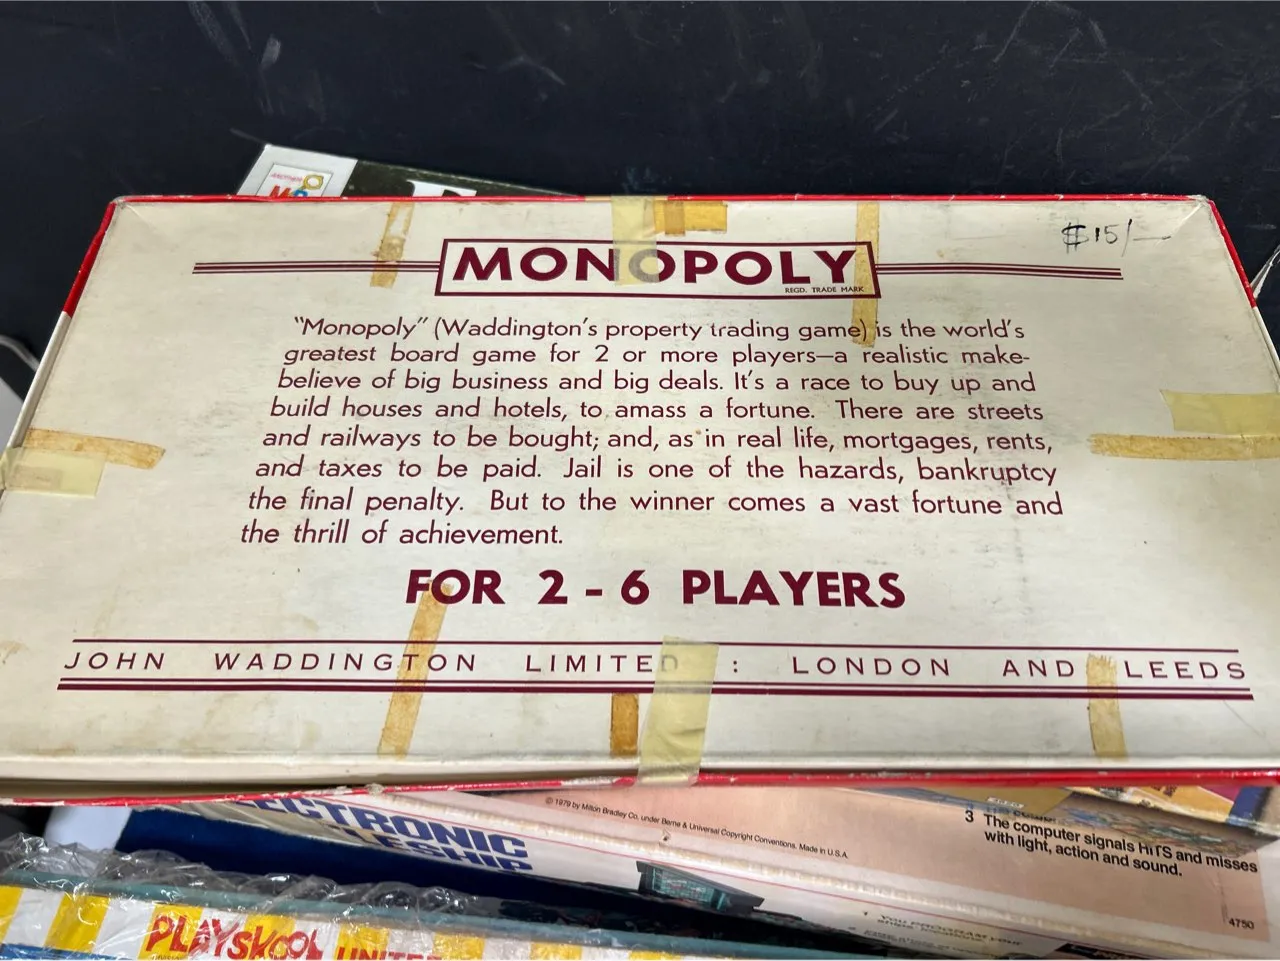 $15/—
MONOPOLY
REGD. TRADE MARK
"Monopoly" (Waddington's property trading game) is the world's
greatest board game for 2 or more players—a realistic make-
believe of big business and big deals. It's a race to buy up and
build houses and hotels, to amass a fortune. There are streets
and railways to be bought; and, as in real life, mortgages, rents,
and taxes to be paid. Jail is one of the hazards, bankruptcy
the final penalty. But to the winner comes a vast fortune and
the thrill of achievement.
FOR 2 - 6 PLAYERS
JOHN WADDINGTON LIMITED : LONDON AND LEEDS
© 1979 by Milton Bradley Co. under Berne & Universal Copyright Conventions. Made in U.S.A.
3 The computer signals HITS and misses
with light, action and sound.
4750
PLAYSKOOL